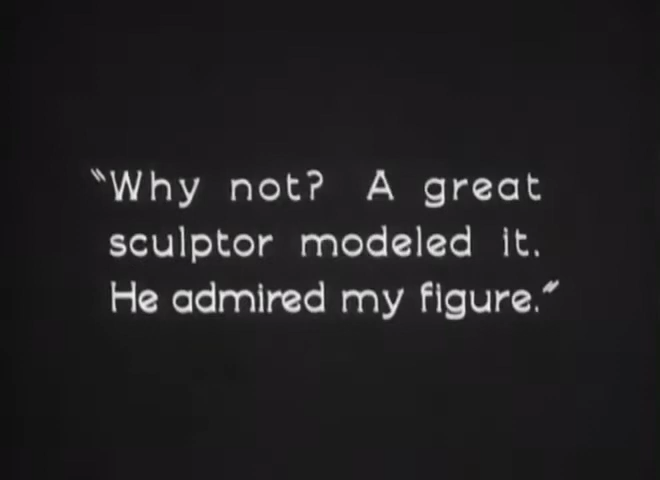 "Why not? A great
sculptor modeled it.
He admired my figure."